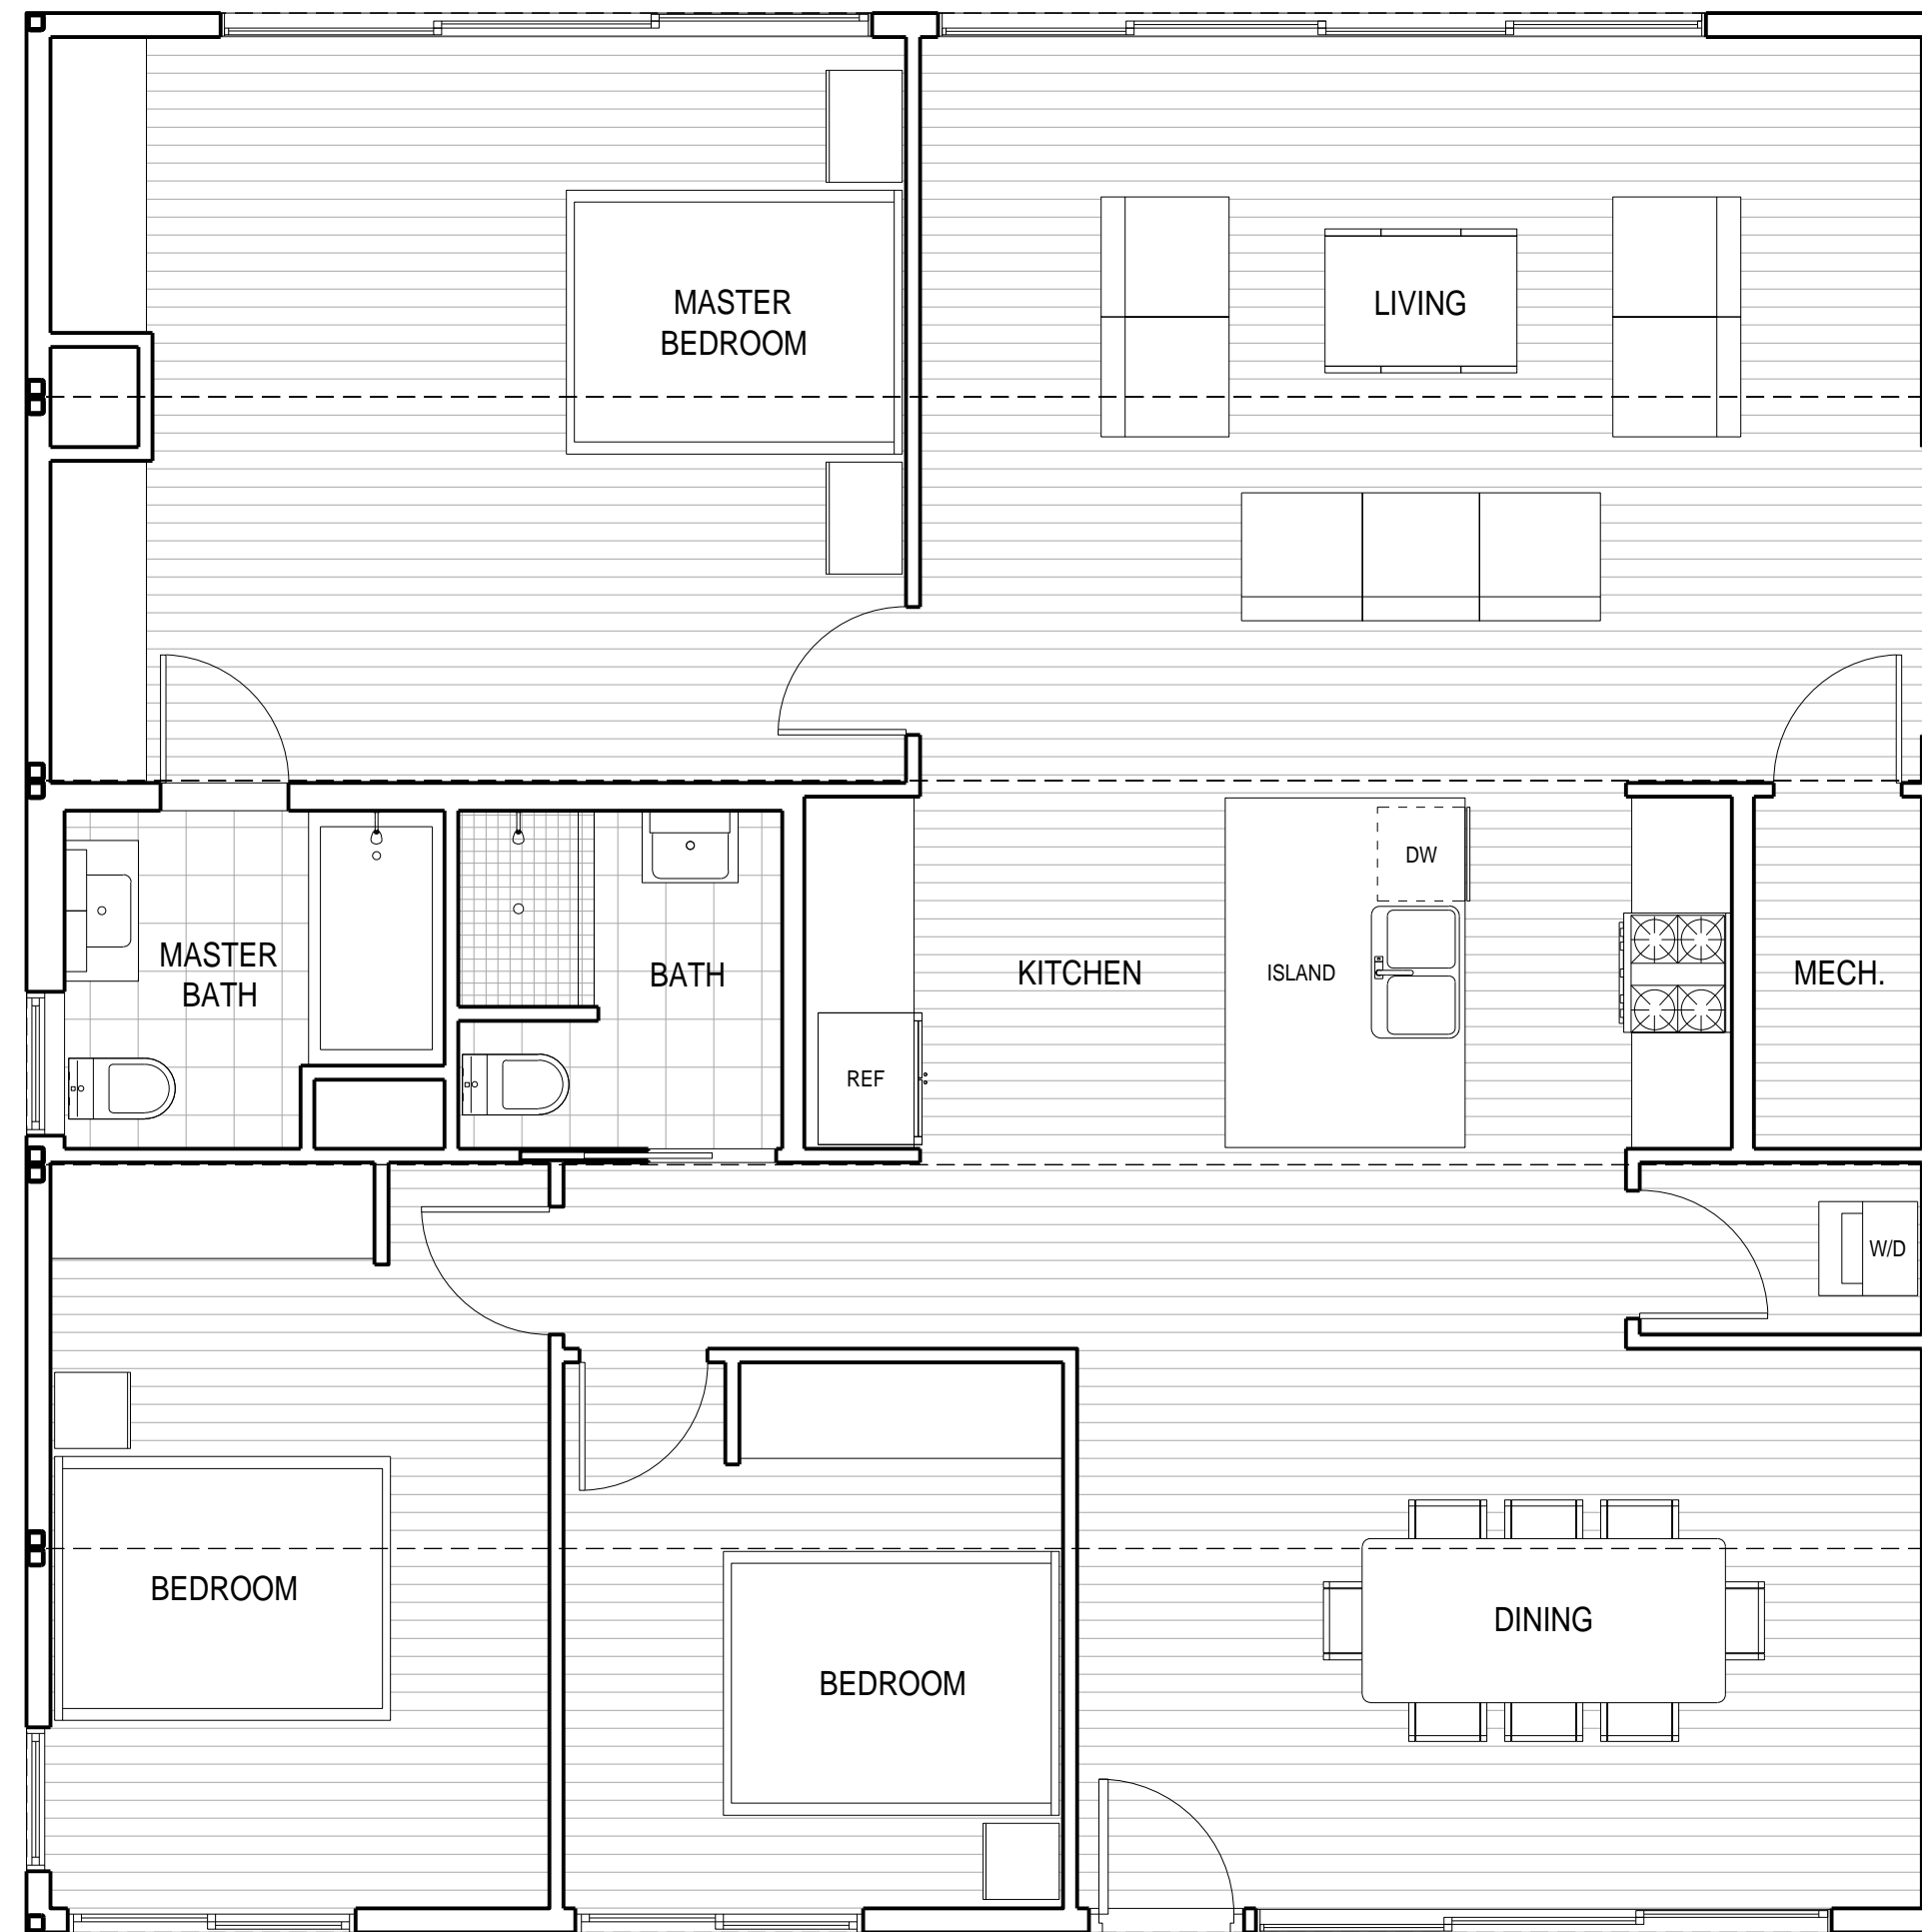 MASTER
BEDROOM
LIVING
DW
MASTER
BATH
BATH
KITCHEN
ISLAND
MECH.
REF
W/D
BEDROOM
DINING
BEDROOM